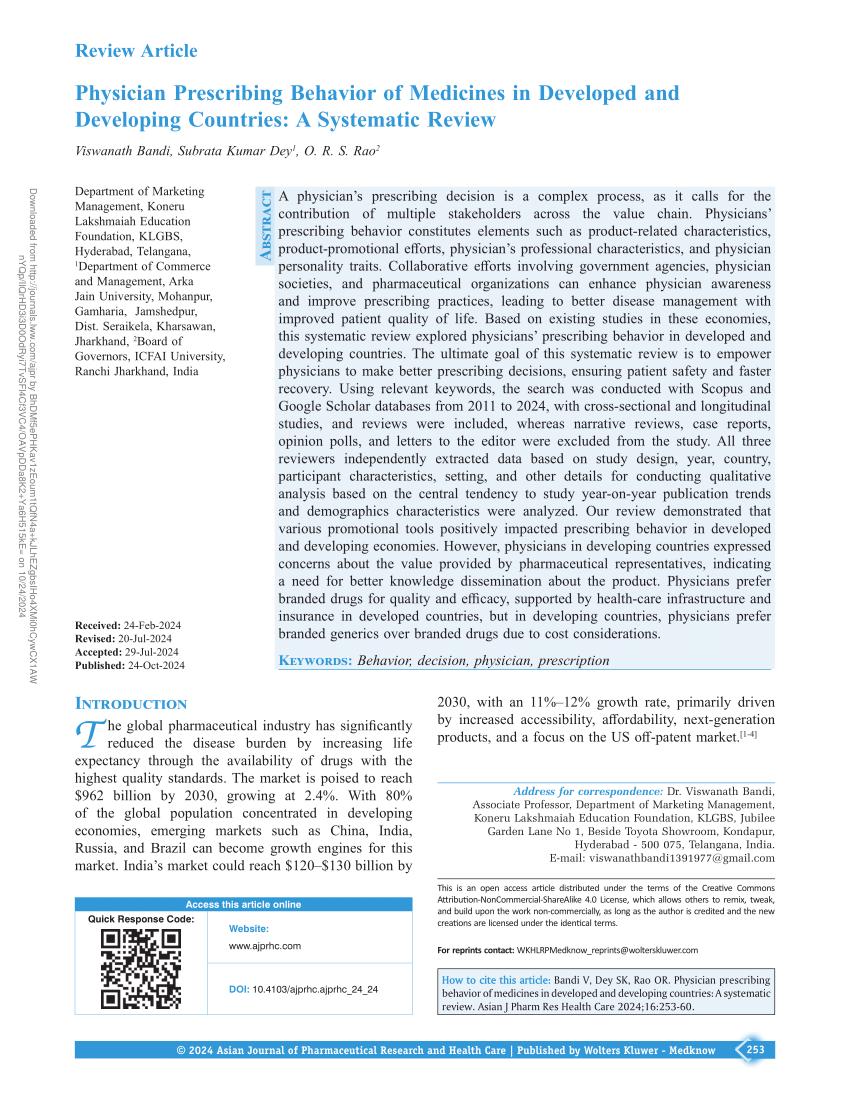 Review Article
Physician Prescribing Behavior of Medicines in Developed and
Developing Countries: A Systematic Review
Viswanath Bandi, Subrata Kumar Dey1, O. R. S. Rao2
Department of Marketing
Management, Koneru
Lakshmaiah Education
Foundation, KLGBS,
Hyderabad, Telangana,
1Department of Commerce
and Management, Arka
Jain University, Mohanpur,
Gamharia, Jamshedpur,
Dist. Seraikela, Kharsawan,
Jharkhand, 2Board of
Governors, ICFAI University,
Ranchi Jharkhand, India
Received: 24-Feb-2024
Revised: 20-Jul-2024
Accepted: 29-Jul-2024
Published: 24-Oct-2024
Abstract
A physician's prescribing decision is a complex process, as it calls for the
contribution of multiple stakeholders across the value chain. Physicians'
prescribing behavior constitutes elements such as product-related characteristics,
product-promotional efforts, physician's professional characteristics, and physician
personality traits. Collaborative efforts involving government agencies, physician
societies, and pharmaceutical organizations can enhance physician awareness
and improve prescribing practices, leading to better disease management with
improved patient quality of life. Based on existing studies in these economies,
this systematic review explored physicians' prescribing behavior in developed and
developing countries. The ultimate goal of this systematic review is to empower
physicians to make better prescribing decisions, ensuring patient safety and faster
recovery. Using relevant keywords, the search was conducted with Scopus and
Google Scholar databases from 2011 to 2024, with cross-sectional and longitudinal
studies, and reviews were included, whereas narrative reviews, case reports,
opinion polls, and letters to the editor were excluded from the study. All three
reviewers independently extracted data based on study design, year, country,
participant characteristics, setting, and other details for conducting qualitative
analysis based on the central tendency to study year-on-year publication trends
and demographics characteristics were analyzed. Our review demonstrated that
various promotional tools positively impacted prescribing behavior in developed
and developing economies. However, physicians in developing countries expressed
concerns about the value provided by pharmaceutical representatives, indicating
a need for better knowledge dissemination about the product. Physicians prefer
branded drugs for quality and efficacy, supported by health-care infrastructure and
insurance in developed countries, but in developing countries, physicians prefer
branded generics over branded drugs due to cost considerations.
Keywords: Behavior, decision, physician, prescription
Introduction
The global pharmaceutical industry has significantly
reduced the disease burden by increasing life
expectancy through the availability of drugs with the
highest quality standards. The market is poised to reach
$962 billion by 2030, growing at 2.4%. With 80%
of the global population concentrated in developing
economies, emerging markets such as China, India,
Russia, and Brazil can become growth engines for this
market. India's market could reach $120–$130 billion by
2030, with an 11%–12% growth rate, primarily driven
by increased accessibility, affordability, next-generation
products, and a focus on the US off-patent market.[1-4]
Address for correspondence: Dr. Viswanath Bandi,
Associate Professor, Department of Marketing Management,
Koneru Lakshmaiah Education Foundation, KLGBS, Jubilee
Garden Lane No 1, Beside Toyota Showroom, Kondapur,
Hyderabad - 500 075, Telangana, India.
E-mail: viswanathbandi1391977@gmail.com
This is an open access article distributed under the terms of the Creative Commons
Attribution-NonCommercial-ShareAlike 4.0 License, which allows others to remix, tweak,
and build upon the work non-commercially, as long as the author is credited and the new
creations are licensed under the identical terms.
For reprints contact: WKHLRPMedknow_reprints@wolterskluwer.com
How to cite this article: Bandi V, Dey SK, Rao OR. Physician prescribing
behavior of medicines in developed and developing countries: A systematic
review. Asian J Pharm Res Health Care 2024;16:253-60.
Access this article online
Quick Response Code:
Website:
www.ajprhc.com
DOI: 10.4103/ajprhc.ajprhc_24_24
© 2024 Asian Journal of Pharmaceutical Research and Health Care | Published by Wolters Kluwer - Medknow
253